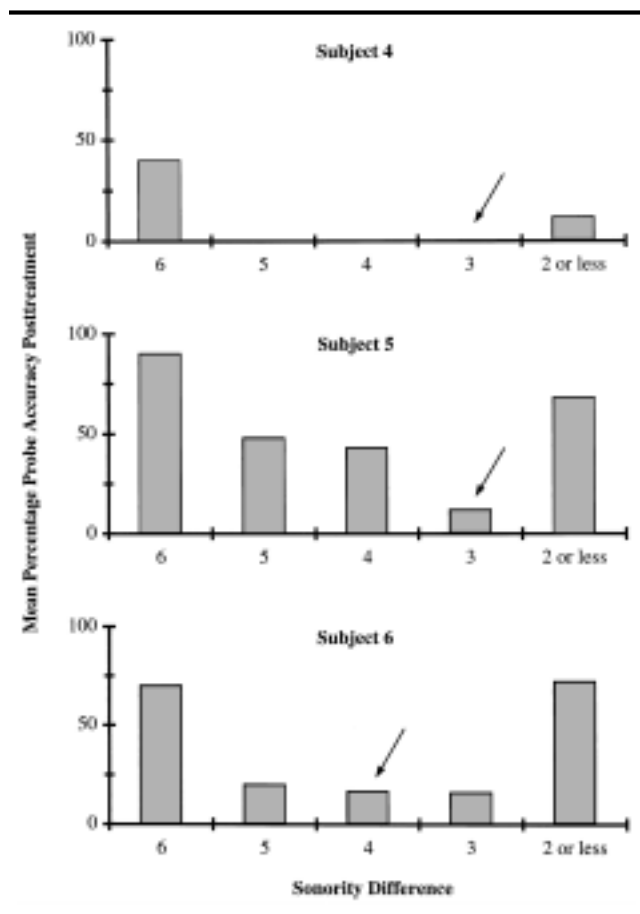 Mean Percentage Probe Accuracy Posttreatment
Subject 4
100
50
0
6 5 4 3 2 or less
Subject 5
100
50
0
6 5 4 3 2 or less
Subject 6
100
50
0
6 5 4 3 2 or less
Sonority Difference